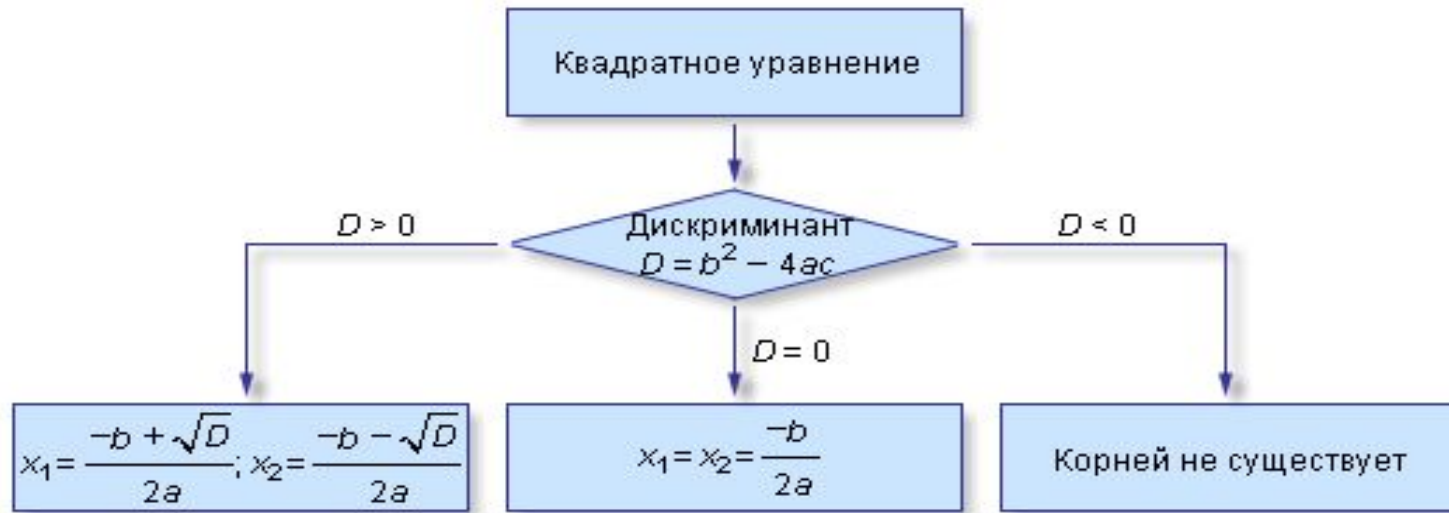 Квадратное уравнение
D > 0
Дискриминант
D < 0
D = b² − 4ac
D = 0
x₁ = (−b + √D)/2a; x₂ = (−b − √D)/2a
x₁ = x₂ = −b/2a
Корней не существует